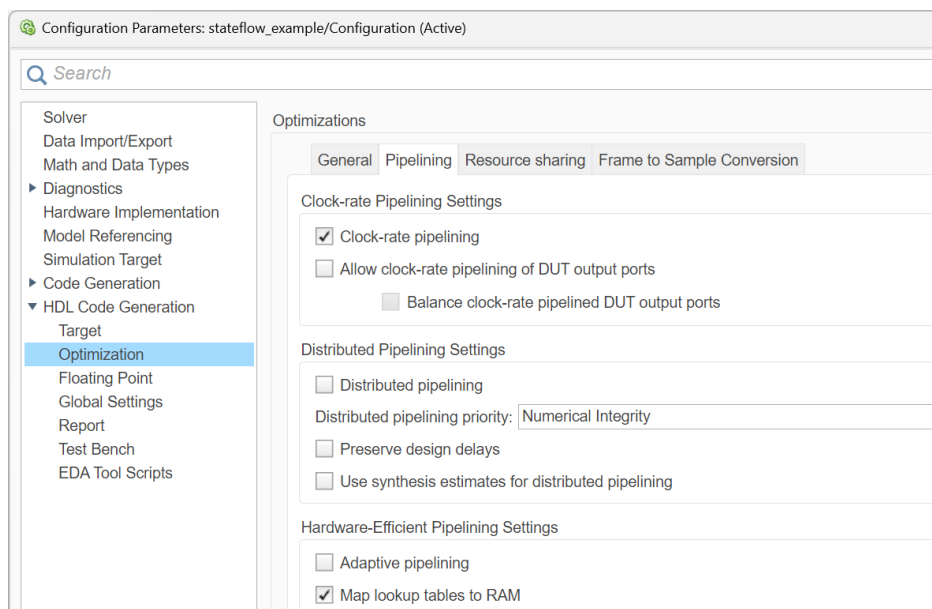 Configuration Parameters: stateflow_example/Configuration (Active)
Search
Solver
Data Import/Export
Math and Data Types
Diagnostics
Hardware Implementation
Model Referencing
Simulation Target
Code Generation
HDL Code Generation
Target
Optimization
Floating Point
Global Settings
Report
Test Bench
EDA Tool Scripts
Optimizations
General Pipelining Resource sharing Frame to Sample Conversion
Clock-rate Pipelining Settings
Clock-rate pipelining
Allow clock-rate pipelining of DUT output ports
Balance clock-rate pipelined DUT output ports
Distributed Pipelining Settings
Distributed pipelining
Distributed pipelining priority: Numerical Integrity
Preserve design delays
Use synthesis estimates for distributed pipelining
Hardware-Efficient Pipelining Settings
Adaptive pipelining
Map lookup tables to RAM